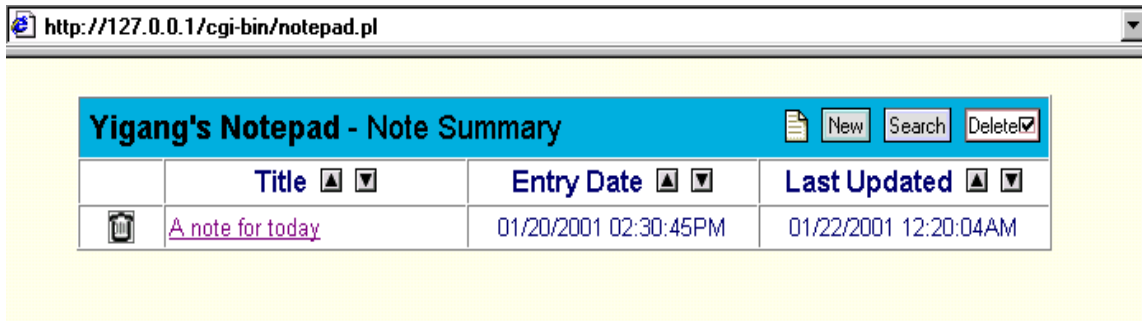 http://127.0.0.1/cgi-bin/notepad.pl
Yigang's Notepad - Note Summary New Search Delete
Title Entry Date Last Updated
A note for today 01/20/2001 02:30:45PM 01/22/2001 12:20:04AM